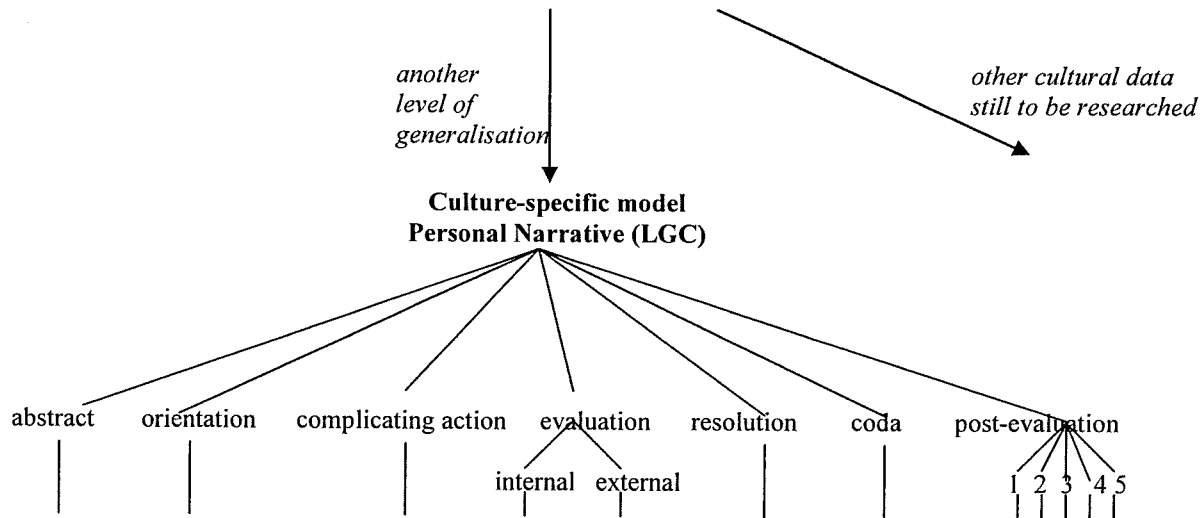 another
level of
generalisation
other cultural data
still to be researched
Culture-specific model
Personal Narrative (LGC)
abstract orientation complicating action evaluation resolution coda post-evaluation
internal external 1 2 3 4 5